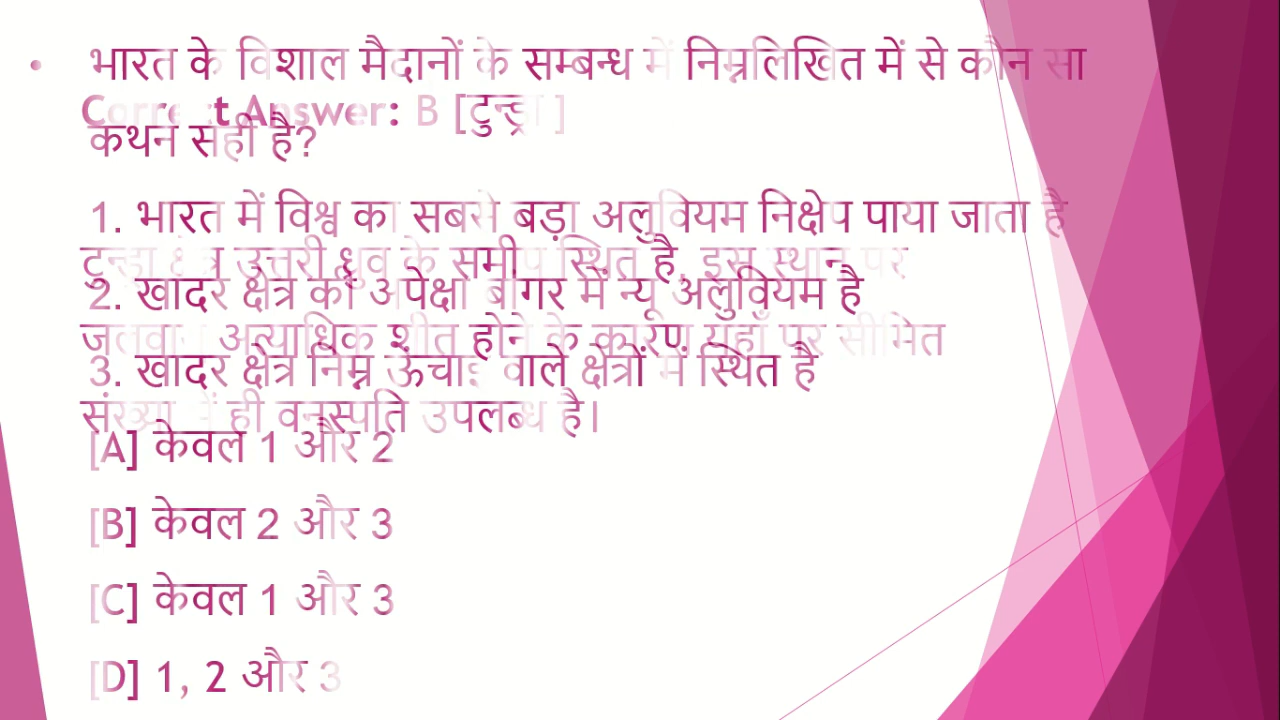 भारत के विशाल मैदानों के सम्बन्ध में निम्नलिखित में से कौन सा
Correct Answer: B [टुन्ड्रा ]
कथन सही है?
1. भारत में विश्व का सबसे बड़ा अलुवियम निक्षेप पाया जाता है
टुन्ड्रा क्षेत्र उत्तरी ध्रुव के समीप स्थित है, इस स्थान पर
2. खादर क्षेत्र की अपेक्षा बांगर में न्यू अलुवियम है
जलवायु अत्याधिक शीत होने के कारण यहाँ पर सीमित
3. खादर क्षेत्र निम्न ऊंचाई वाले क्षेत्रों में स्थित है
संख्या में ही वनस्पति उपलब्ध है।
[A] केवल 1 और 2
[B] केवल 2 और 3
[C] केवल 1 और 3
[D] 1, 2 और 3